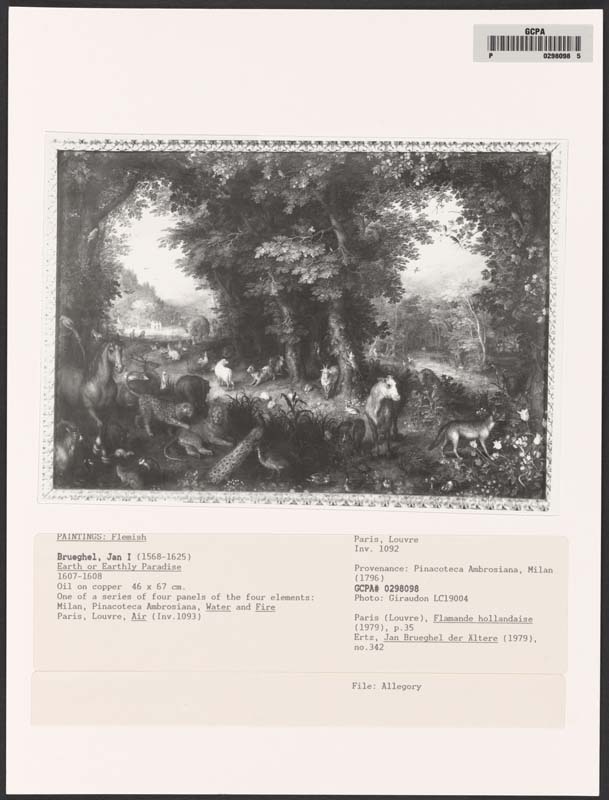 GCPA
P 0298098 5
PAINTINGS: Flemish
Brueghel, Jan I (1568-1625)
Earth or Earthly Paradise
1607-1608
Oil on copper 46 x 67 cm.
One of a series of four panels of the four elements:
Milan, Pinacoteca Ambrosiana, Water and Fire
Paris, Louvre, Air (Inv.1093)
Paris, Louvre
Inv. 1092
Provenance: Pinacoteca Ambrosiana, Milan
(1796)
GCPA# 0298098
Photo: Giraudon LC19004
Paris (Louvre), Flamande hollandaise
(1979), p.35
Ertz, Jan Brueghel der Altere (1979),
no.342
File: Allegory